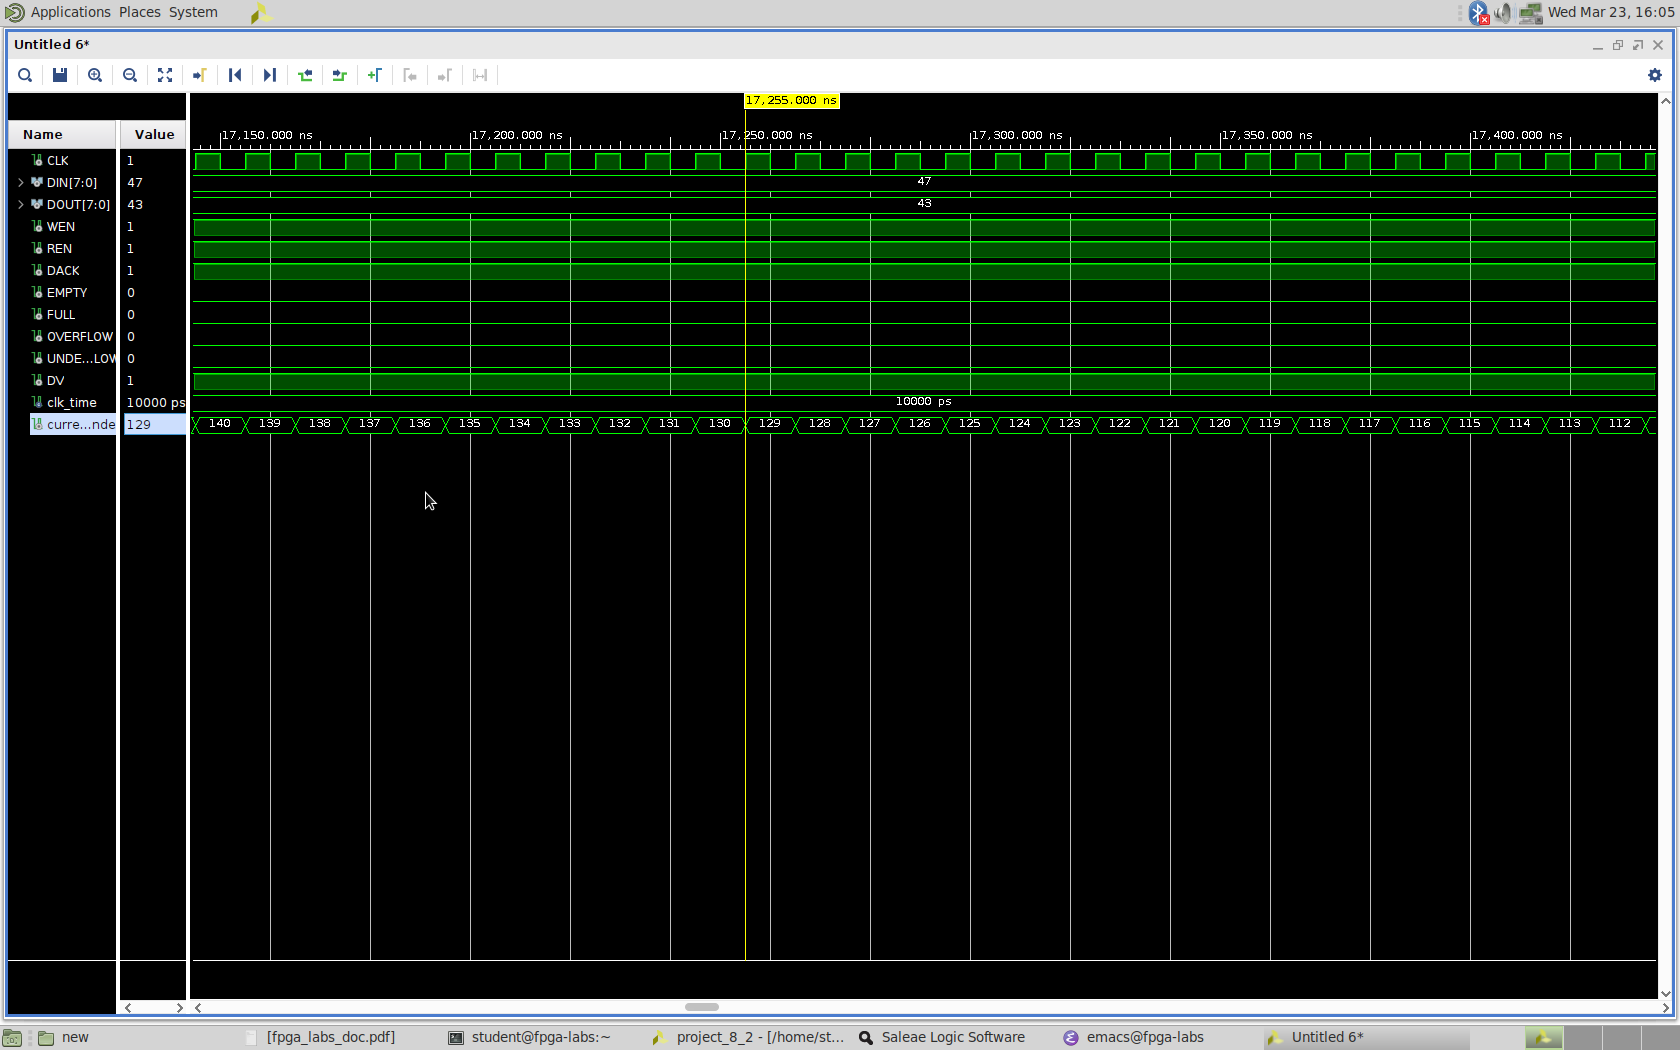 Applications Places System
Wed Mar 23, 16:05
Untitled 6*
17,255.000 ns
Name Value
17,150.000 ns 17,200.000 ns 17,250.000 ns 17,300.000 ns 17,350.000 ns 17,400.000 ns
CLK 1
DIN[7:0] 47 47
DOUT[7:0] 43 43
WEN 1
REN 1
DACK 1
EMPTY 0
FULL 0
OVERFLOW 0
UNDE...LOW 0
DV 1
clk_time 10000 ps 10000 ps
curre...nde 129 140 139 138 137 136 135 134 133 132 131 130 129 128 127 126 125 124 123 122 121 120 119 118 117 116 115 114 113 112
new [fpga_labs_doc.pdf] student@fpga-labs:~ project_8_2 - [/home/st... Saleae Logic Software emacs@fpga-labs Untitled 6*